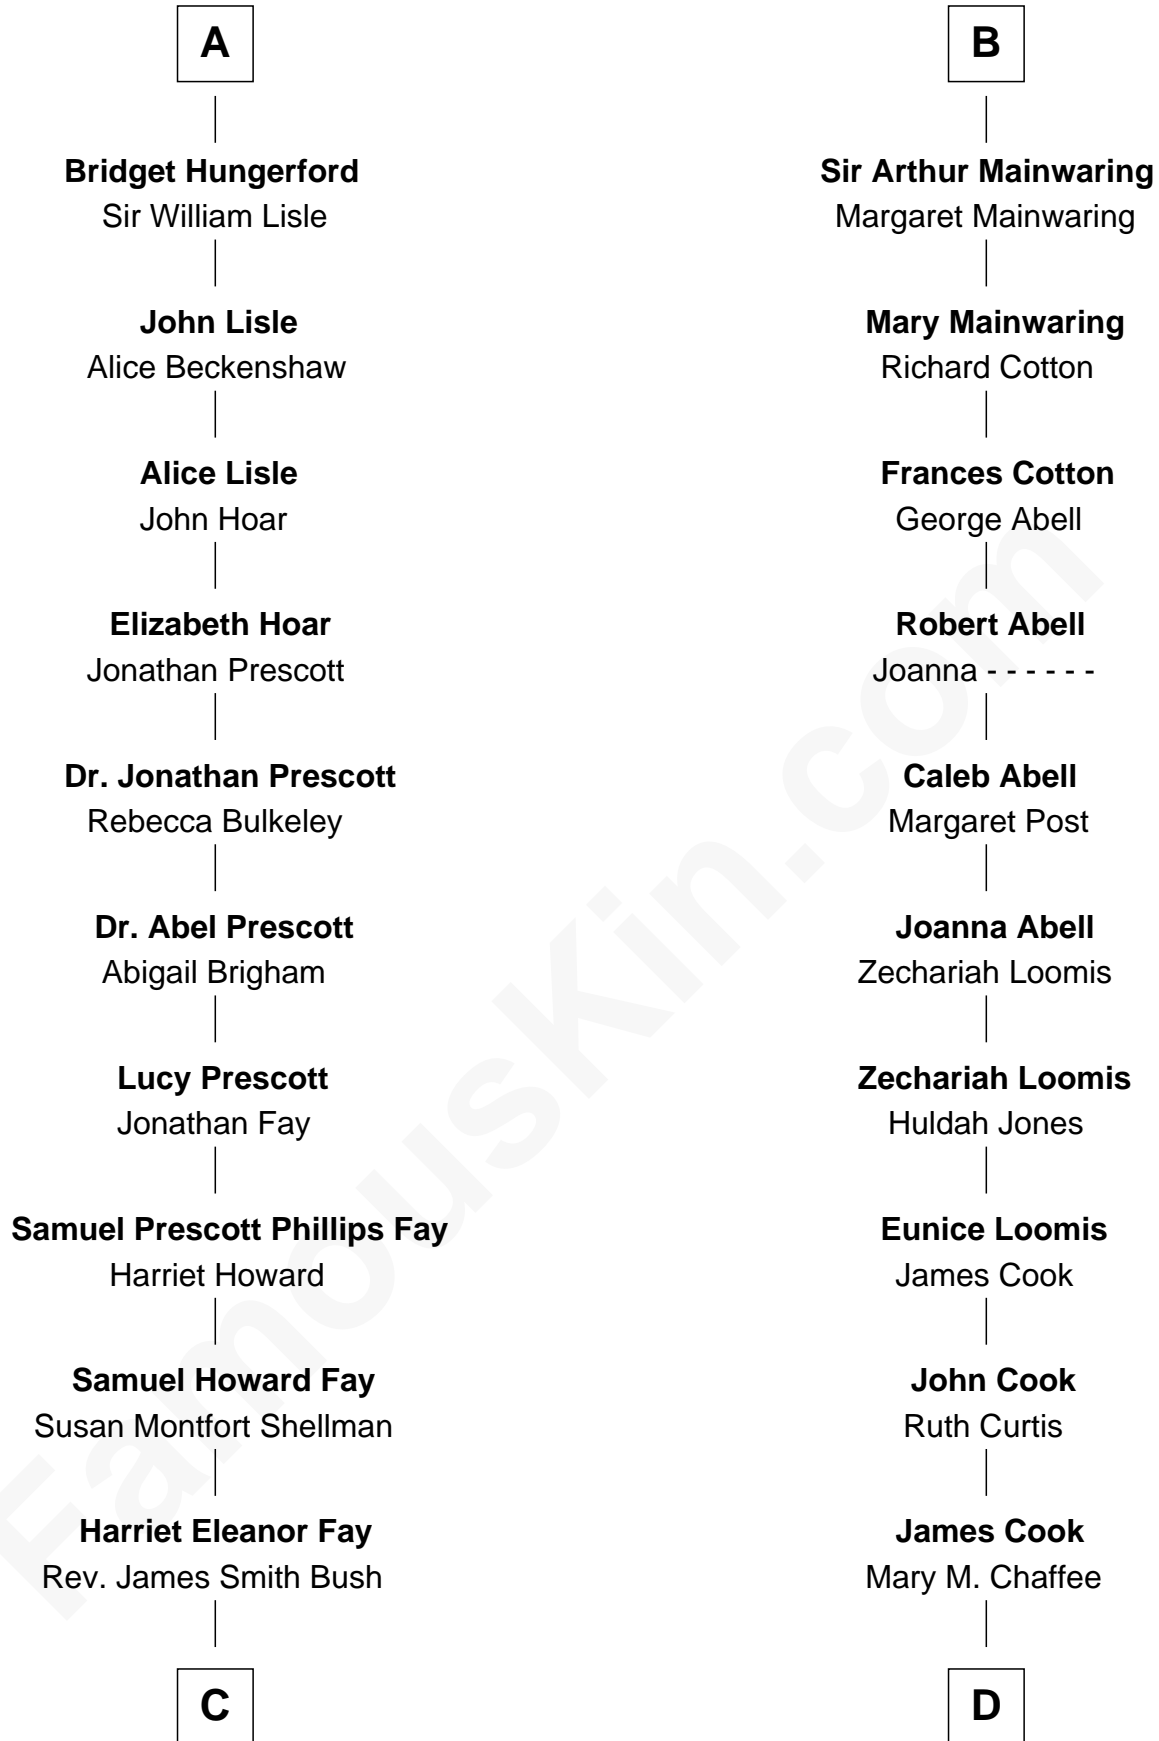 A
Bridget Hungerford
Sir William Lisle
John Lisle
Alice Beckenshaw
Alice Lisle
John Hoar
Elizabeth Hoar
Jonathan Prescott
Dr. Jonathan Prescott
Rebecca Bulkeley
Dr. Abel Prescott
Abigail Brigham
Lucy Prescott
Jonathan Fay
Samuel Prescott Phillips Fay
Harriet Howard
Samuel Howard Fay
Susan Montfort Shellman
Harriet Eleanor Fay
Rev. James Smith Bush
C
B
Sir Arthur Mainwaring
Margaret Mainwaring
Mary Mainwaring
Richard Cotton
Frances Cotton
George Abell
Robert Abell
Joanna - - - - - -
Caleb Abell
Margaret Post
Joanna Abell
Zechariah Loomis
Zechariah Loomis
Huldah Jones
Eunice Loomis
James Cook
John Cook
Ruth Curtis
James Cook
Mary M. Chaffee
D
FamousKin.com